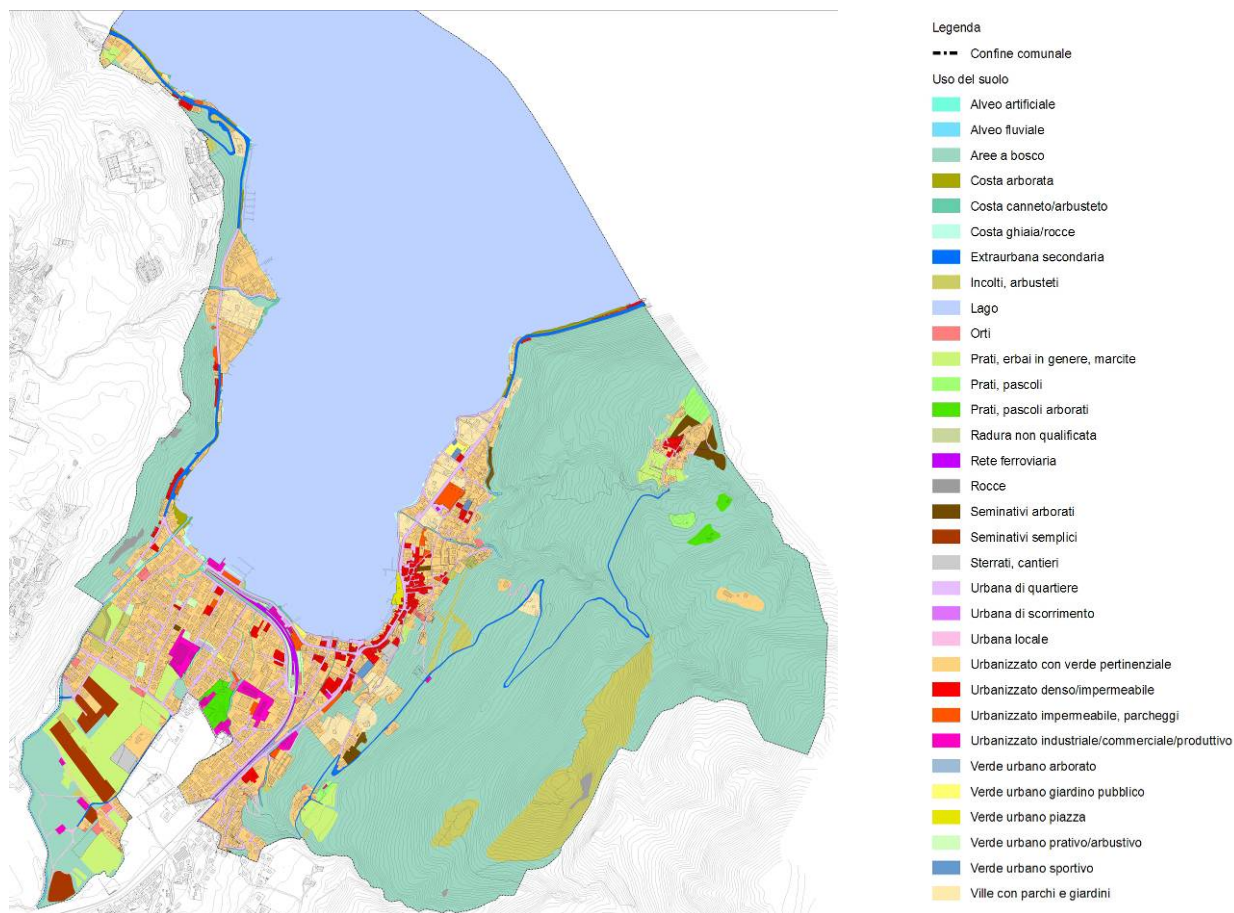 Legenda
Confine comunale
Uso del suolo
Alveo artificiale
Alveo fluviale
Aree a bosco
Costa arborata
Costa canneto/arbusteto
Costa ghiaia/rocce
Extraurbana secondaria
Incolti, arbusteti
Lago
Orti
Prati, erbai in genere, marcite
Prati, pascoli
Prati, pascoli arborati
Radura non qualificata
Rete ferroviaria
Rocce
Seminativi arborati
Seminativi semplici
Sterrati, cantieri
Urbana di quartiere
Urbana di scorrimento
Urbana locale
Urbanizzato con verde pertinenziale
Urbanizzato denso/impermeabile
Urbanizzato impermeabile, parcheggi
Urbanizzato industriale/commerciale/produttivo
Verde urbano arborato
Verde urbano giardino pubblico
Verde urbano piazza
Verde urbano prativo/arbustivo
Verde urbano sportivo
Ville con parchi e giardini